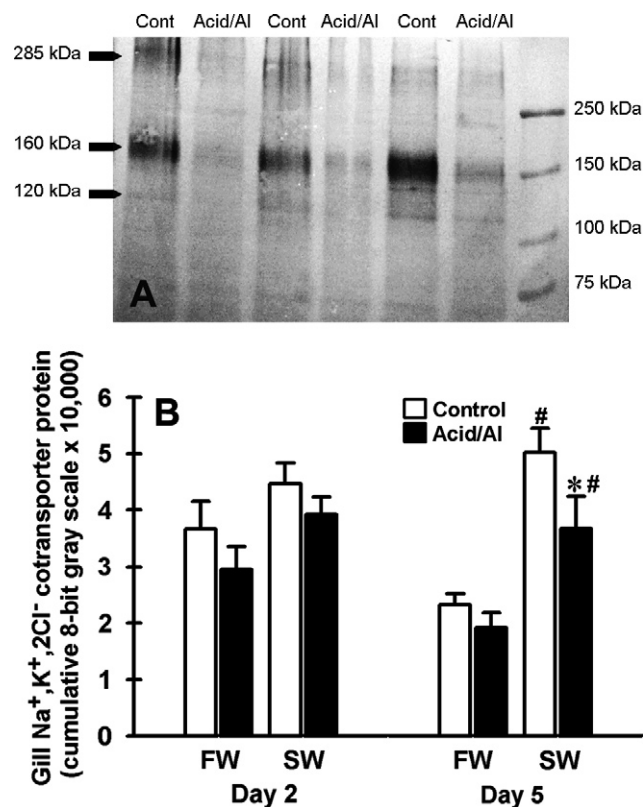 Cont Acid/Al Cont Acid/Al Cont Acid/Al
285 kDa
250 kDa
160 kDa
150 kDa
120 kDa
100 kDa
75 kDa
A
B
Gill Na⁺,K⁺,2Cl⁻ cotransporter protein
(cumulative 8-bit gray scale x 10,000)
6
5
4
3
2
1
0
Control
Acid/Al
#
*#
FW SW FW SW
Day 2 Day 5